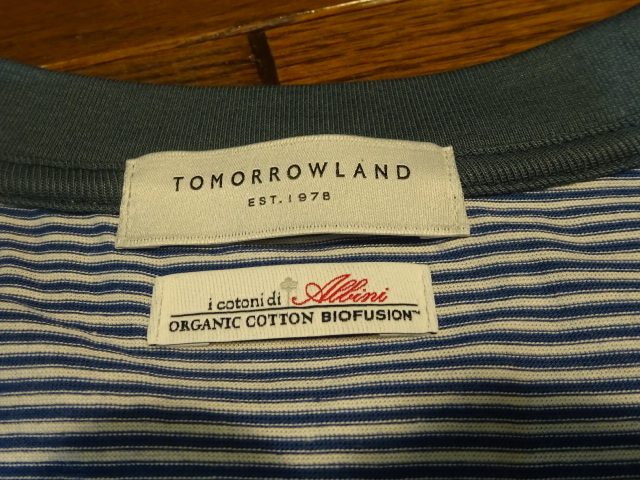 TOMORROWLAND
EST. 1978
i cotoni di Albini
ORGANIC COTTON BIOFUSION™